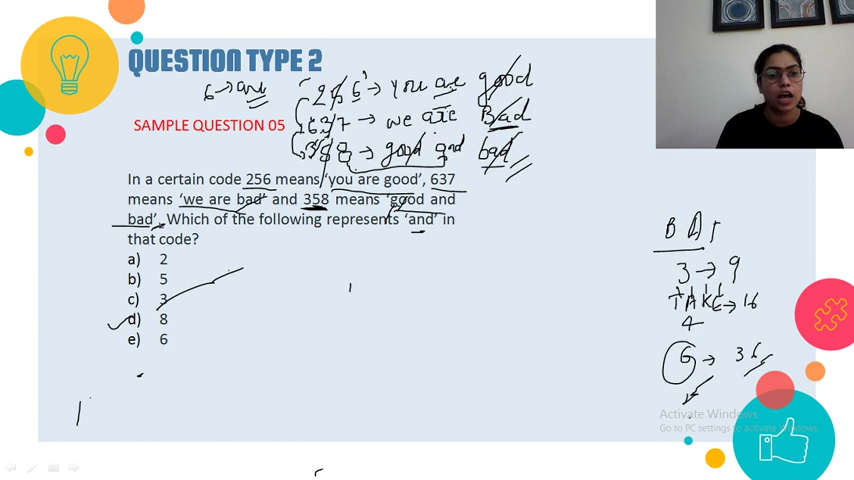 QUESTION TYPE 2
6 → are
256 → you are good
SAMPLE QUESTION 05
637 → we are Bad
358 → good and bad
In a certain code 256 means 'you are good', 637
means 'we are bad' and 358 means 'good and
bad'. Which of the following represents 'and' in
that code?
a) 2
b) 5
c) 3
d) 8
e) 6
BAT
3 → 9
TAKE → 16
4
6 → 36
Activate Windows
Go to PC settings to activate Windows.